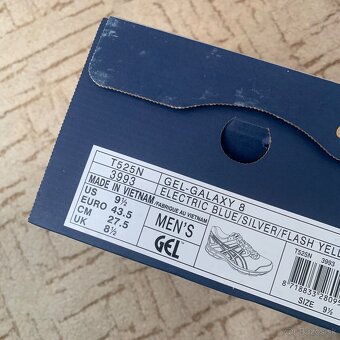 T525N
3993
GEL-GALAXY 8
ELECTRIC BLUE/SILVER/FLASH YELL
MADE IN VIETNAM (FABRIQUE AU VIETNAM)
US 9½
EURO 43.5
CM 27.5
UK 8½
MEN'S
GEL
T525N 3993
SIZE 9½